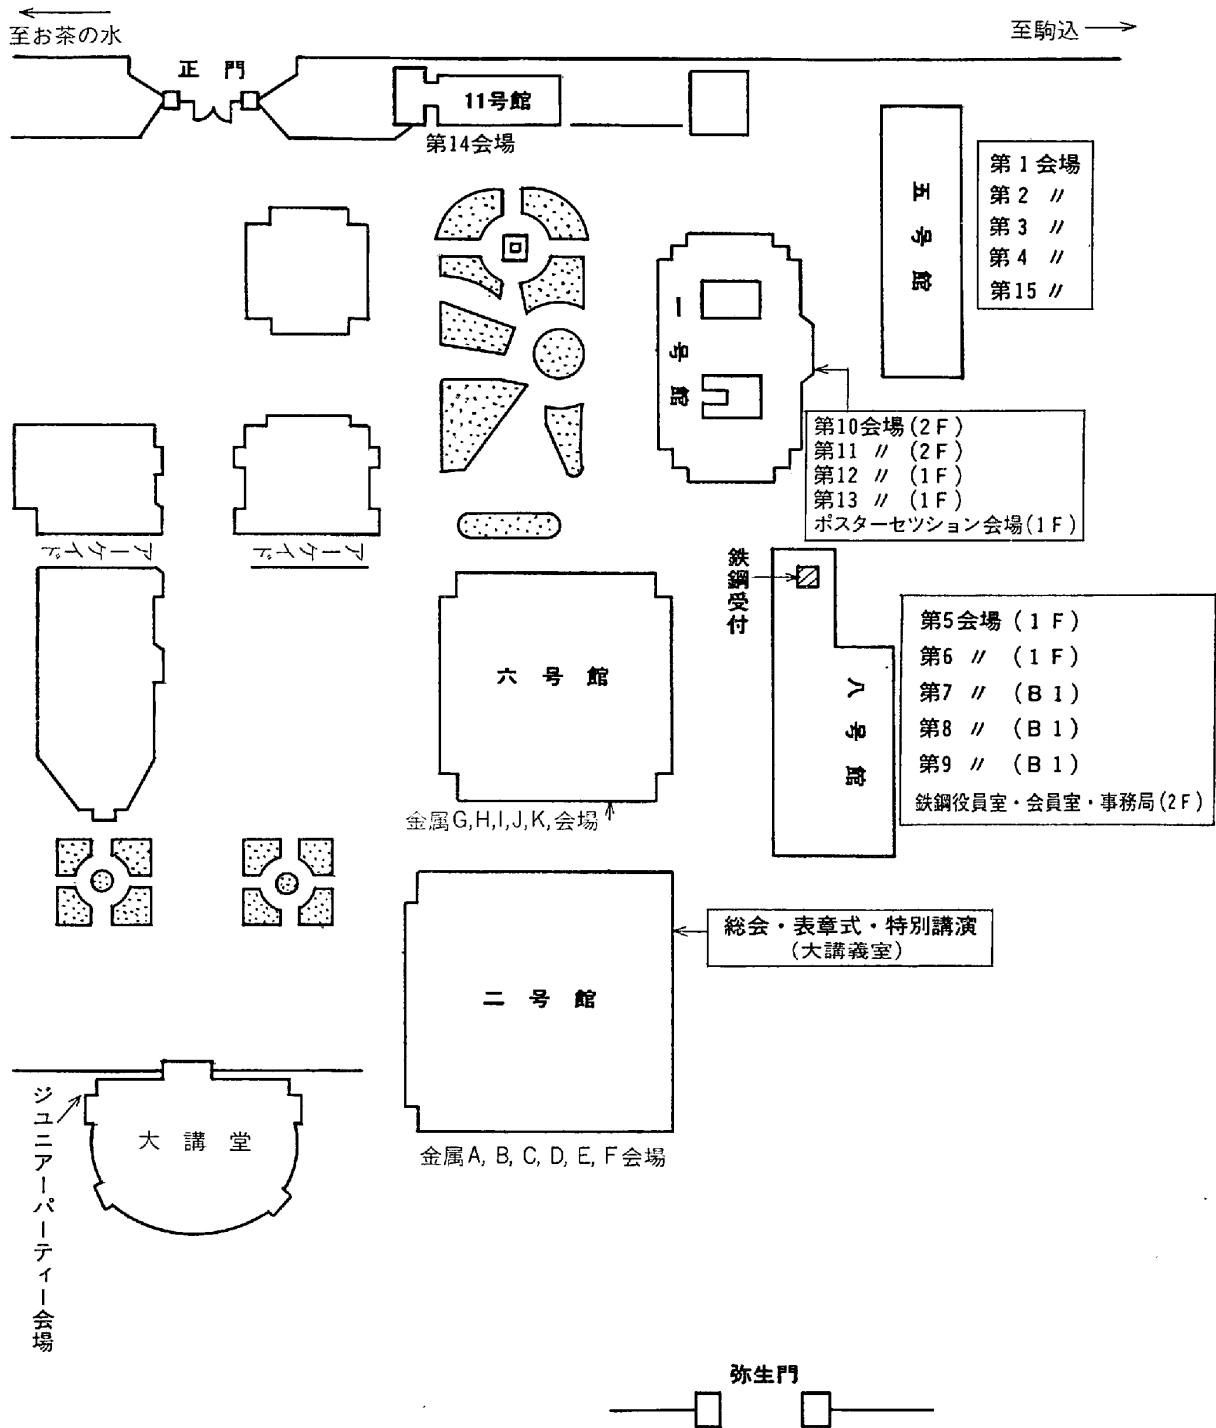 至お茶の水
至駒込
正門
11号館
第14会場
五号館
第1会場
第2 〃
第3 〃
第4 〃
第15 〃
一号館
第10会場(2F)
第11 〃 (2F)
第12 〃 (1F)
第13 〃 (1F)
ポスターセツション会場(1F)
アーケイド
アーケイド
鉄鋼受付
六号館
八号館
第5会場 (1F)
第6 〃 (1F)
第7 〃 (B1)
第8 〃 (B1)
第9 〃 (B1)
鉄鋼役員室・会員室・事務局(2F)
金属G,H,I,J,K,会場
総会・表章式・特別講演
(大講義室)
二号館
ジユニアーパーティー会場
大講堂
金属A, B, C, D, E, F会場
弥生門